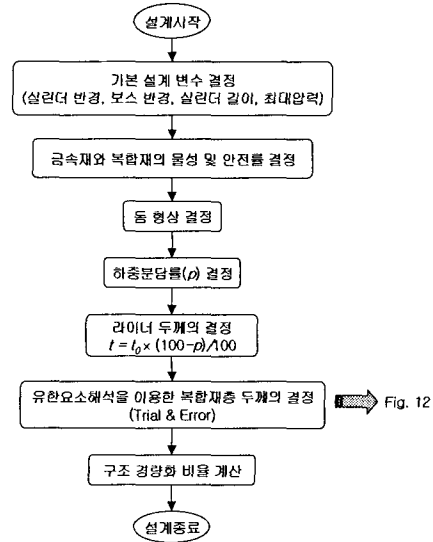 설계시작
기본 설계 변수 결정
(실린더 반경, 보스 반경, 실린더 길이, 최대압력)
금속재와 복합재의 물성 및 안전률 결정
돔 형상 결정
하중분담률(p) 결정
라이너 두께의 결정
t = t₀ × (100-p)/100
유한요소해석을 이용한 복합재층 두께의 결정
(Trial & Error)
Fig. 12
구조 경량화 비율 계산
설계종료